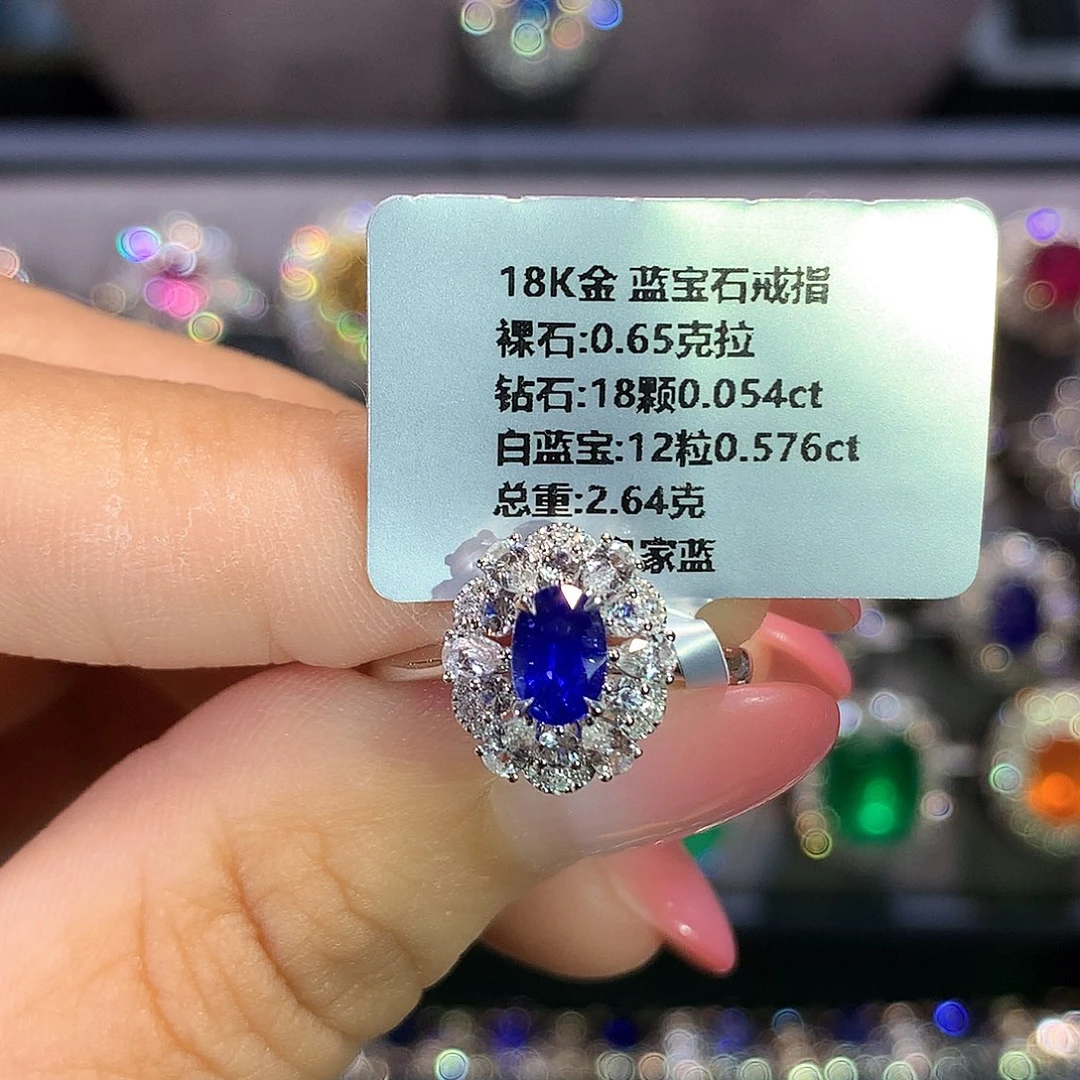 18K金 蓝宝石戒指
裸石:0.65克拉
钻石:18颗0.054ct
白蓝宝:12粒0.576ct
总重:2.64克
家蓝